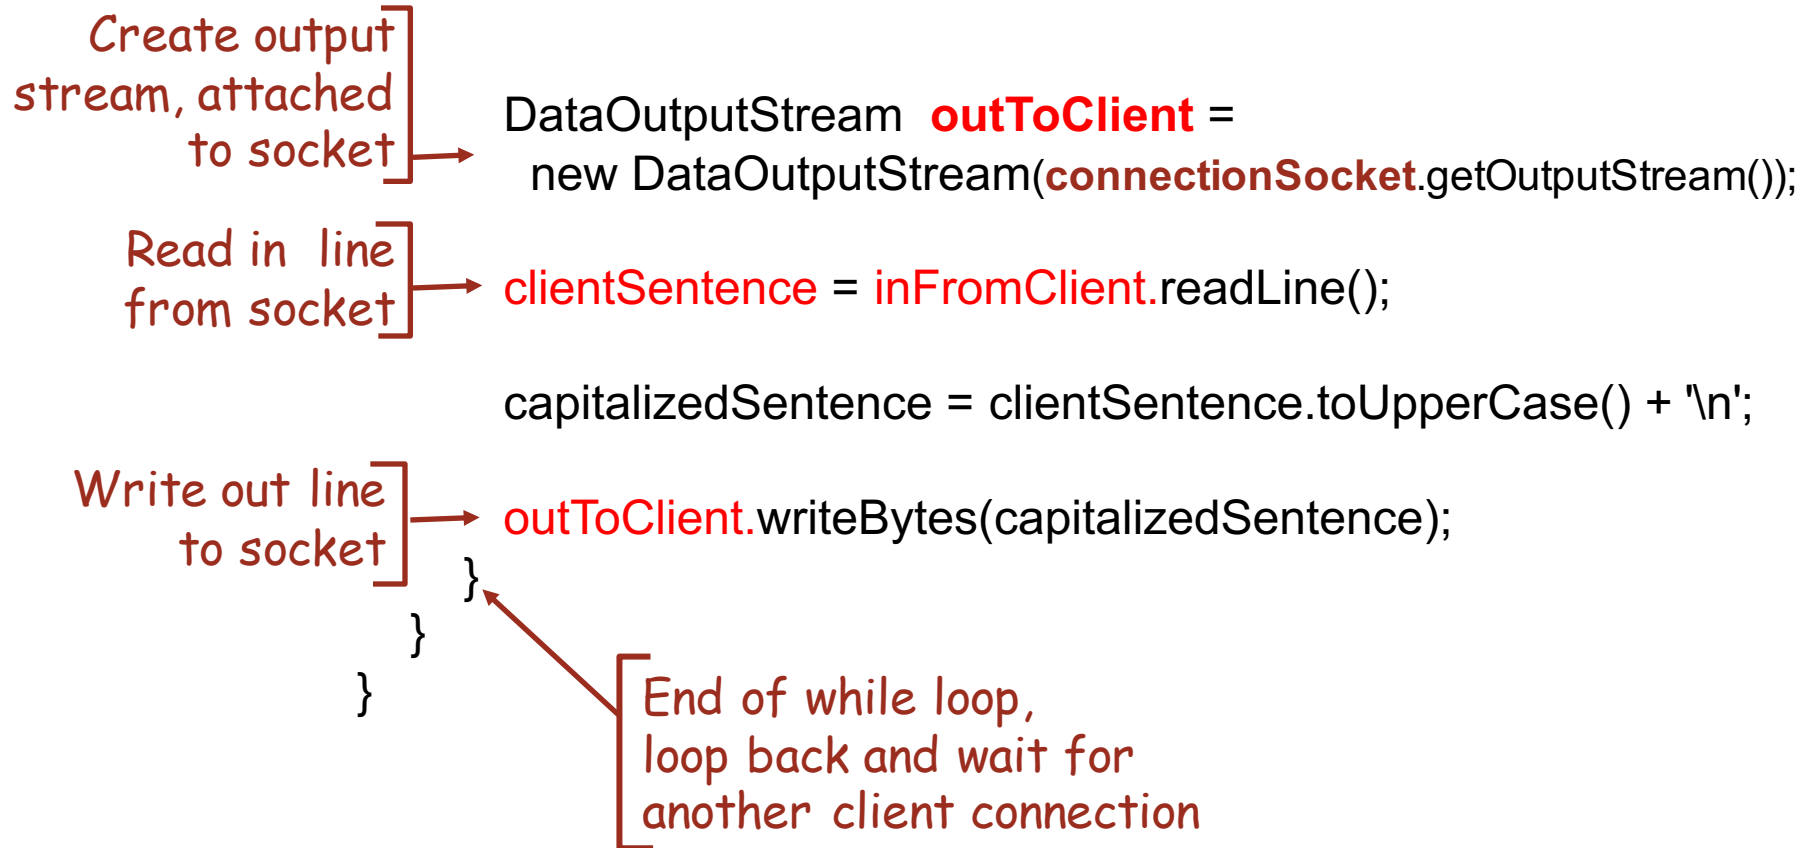 Create output
stream, attached
to socket
DataOutputStream outToClient =
new DataOutputStream(connectionSocket.getOutputStream());
Read in line
from socket
clientSentence = inFromClient.readLine();
capitalizedSentence = clientSentence.toUpperCase() + '\n';
Write out line
to socket
outToClient.writeBytes(capitalizedSentence);
}
}
}
End of while loop,
loop back and wait for
another client connection